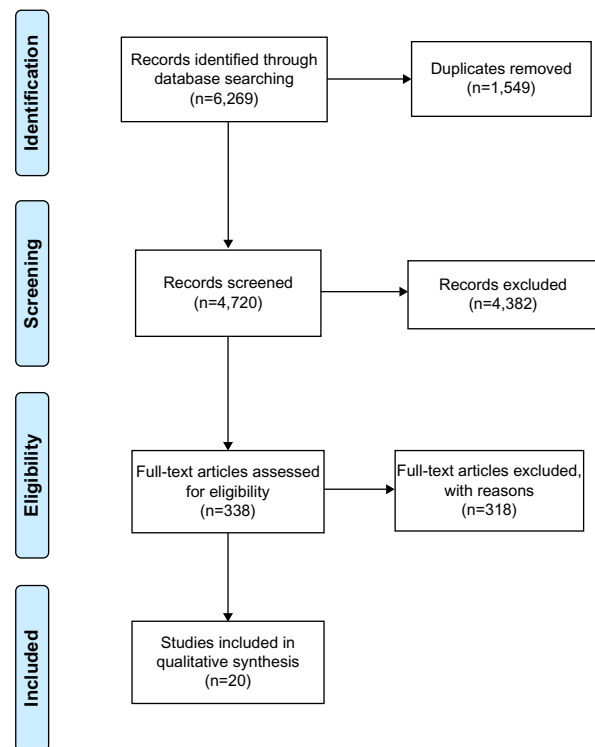 Identification
Records identified through
database searching
(n=6,269)
Duplicates removed
(n=1,549)
Screening
Records screened
(n=4,720)
Records excluded
(n=4,382)
Eligibility
Full-text articles assessed
for eligibility
(n=338)
Full-text articles excluded,
with reasons
(n=318)
Included
Studies included in
qualitative synthesis
(n=20)